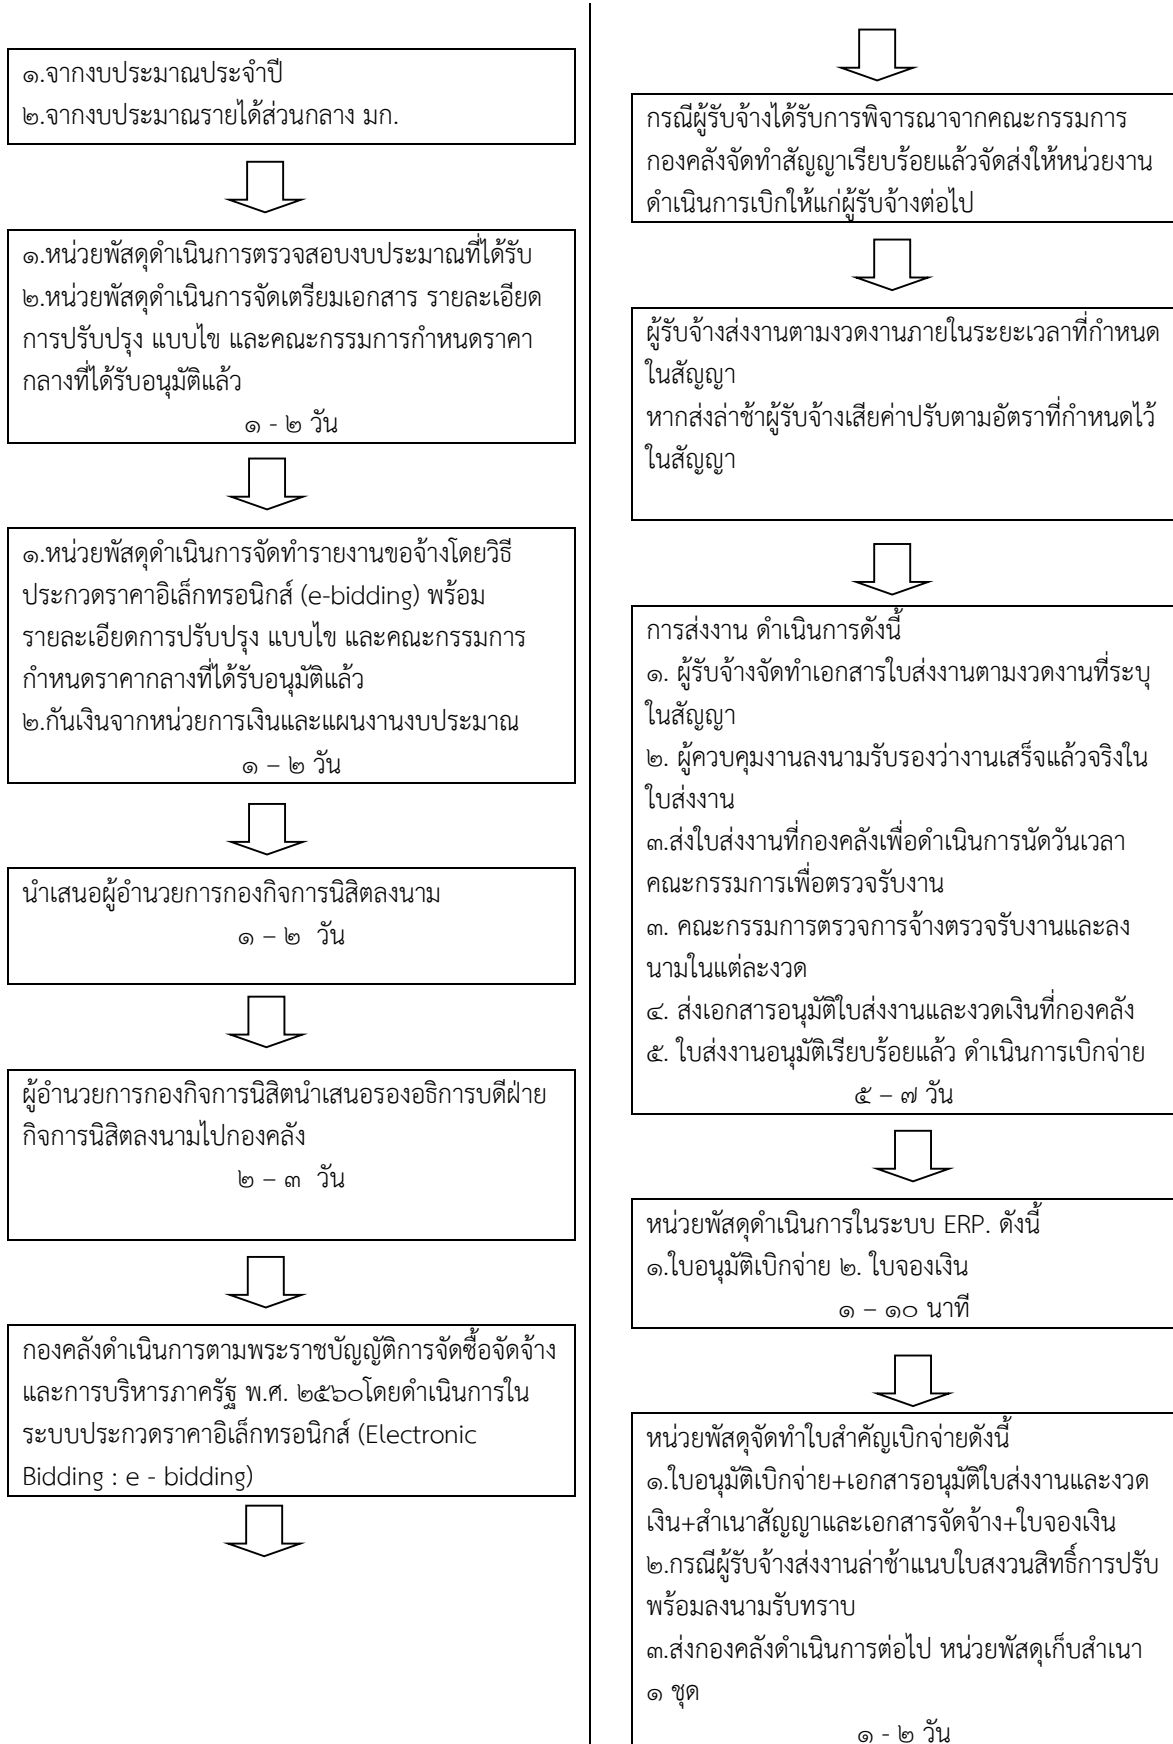 ๑.จากงบประมาณประจำปี
๒.จากงบประมาณรายได้ส่วนกลาง มก.
๑.หน่วยพัสดุดำเนินการตรวจสอบงบประมาณที่ได้รับ
๒.หน่วยพัสดุดำเนินการจัดเตรียมเอกสาร รายละเอียด
การปรับปรุง แบบไข และคณะกรรมการกำหนดราคา
กลางที่ได้รับอนุมัติแล้ว
๑ - ๒ วัน
๑.หน่วยพัสดุดำเนินการจัดทำรายงานขอจ้างโดยวิธี
ประกวดราคาอิเล็กทรอนิกส์ (e-bidding) พร้อม
รายละเอียดการปรับปรุง แบบไข และคณะกรรมการ
กำหนดราคากลางที่ได้รับอนุมัติแล้ว
๒.กันเงินจากหน่วยการเงินและแผนงานงบประมาณ
๑ – ๒ วัน
นำเสนอผู้อำนวยการกองกิจการนิสิตลงนาม
๑ – ๒ วัน
ผู้อำนวยการกองกิจการนิสิตนำเสนอรองอธิการบดีฝ่าย
กิจการนิสิตลงนามไปกองคลัง
๒ – ๓ วัน
กองคลังดำเนินการตามพระราชบัญญัติการจัดซื้อจัดจ้าง
และการบริหารภาครัฐ พ.ศ. ๒๕๖๐โดยดำเนินการใน
ระบบประกวดราคาอิเล็กทรอนิกส์ (Electronic
Bidding : e - bidding)
กรณีผู้รับจ้างได้รับการพิจารณาจากคณะกรรมการ
กองคลังจัดทำสัญญาเรียบร้อยแล้วจัดส่งให้หน่วยงาน
ดำเนินการเบิกให้แก่ผู้รับจ้างต่อไป
ผู้รับจ้างส่งงานตามงวดงานภายในระยะเวลาที่กำหนด
ในสัญญา
หากส่งล่าช้าผู้รับจ้างเสียค่าปรับตามอัตราที่กำหนดไว้
ในสัญญา
การส่งงาน ดำเนินการดังนี้
๑. ผู้รับจ้างจัดทำเอกสารใบส่งงานตามงวดงานที่ระบุ
ในสัญญา
๒. ผู้ควบคุมงานลงนามรับรองว่างานเสร็จแล้วจริงใน
ใบส่งงาน
๓.ส่งใบส่งงานที่กองคลังเพื่อดำเนินการนัดวันเวลา
คณะกรรมการเพื่อตรวจรับงาน
๓. คณะกรรมการตรวจการจ้างตรวจรับงานและลง
นามในแต่ละงวด
๔. ส่งเอกสารอนุมัติใบส่งงานและงวดเงินที่กองคลัง
๕. ใบส่งงานอนุมัติเรียบร้อยแล้ว ดำเนินการเบิกจ่าย
๕ – ๗ วัน
หน่วยพัสดุดำเนินการในระบบ ERP. ดังนี้
๑.ใบอนุมัติเบิกจ่าย ๒. ใบจองเงิน
๑ – ๑๐ นาที
หน่วยพัสดุจัดทำใบสำคัญเบิกจ่ายดังนี้
๑.ใบอนุมัติเบิกจ่าย+เอกสารอนุมัติใบส่งงานและงวด
เงิน+สำเนาสัญญาและเอกสารจัดจ้าง+ใบจองเงิน
๒.กรณีผู้รับจ้างส่งงานล่าช้าแนบใบสงวนสิทธิ์การปรับ
พร้อมลงนามรับทราบ
๓.ส่งกองคลังดำเนินการต่อไป หน่วยพัสดุเก็บสำเนา
๑ ชุด
๑ - ๒ วัน